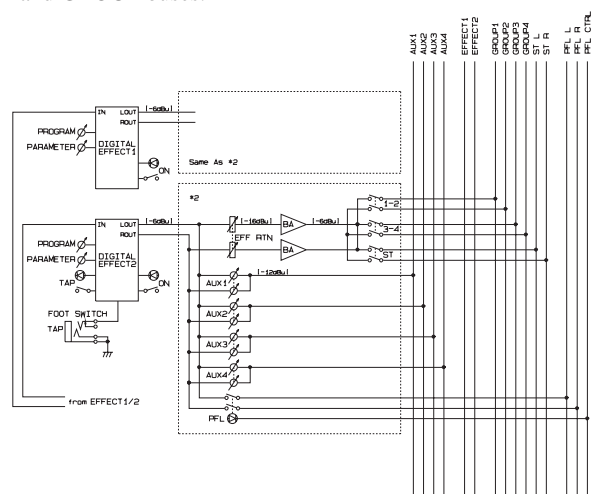 AUX1
AUX2
AUX3
AUX4
EFFECT1
EFFECT2
GROUP1
GROUP2
GROUP3
GROUP4
ST L
ST R
PFL L
PFL R
PFL CTRL
IN LOUT [-6dBu]
ROUT
PROGRAM
PARAMETER
DIGITAL
EFFECT1
ON
Same As *2
*2
IN LOUT [-6dBu]
ROUT
[-16dBu] BA [-6dBu]
1-2
EFF RTN
3-4
BA
ST
PROGRAM
PARAMETER
DIGITAL
EFFECT2
TAP
ON
[-12dBu]
AUX1
FOOT SWITCH
TAP
AUX2
AUX3
AUX4
from EFFECT1/2
PFL